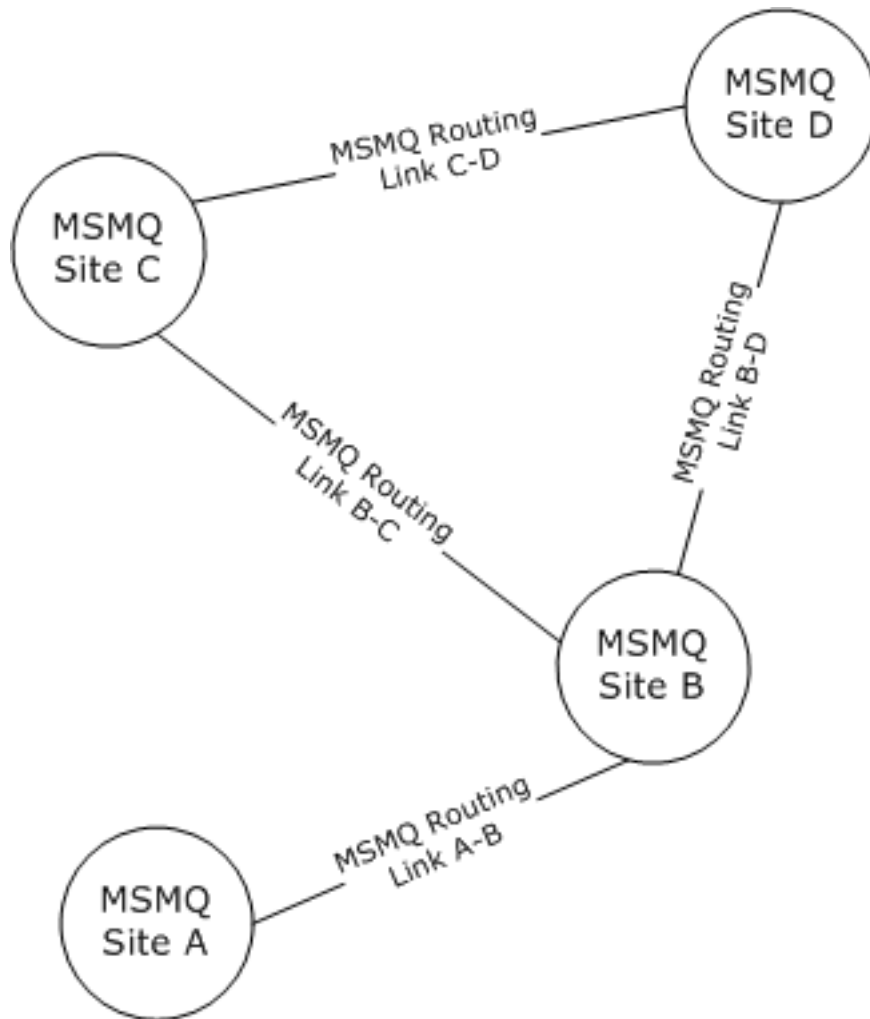 MSMQ
Site D
MSMQ Routing
Link C-D
MSMQ
Site C
MSMQ Routing
Link B-D
MSMQ Routing
Link B-C
MSMQ
Site B
MSMQ Routing
Link A-B
MSMQ
Site A